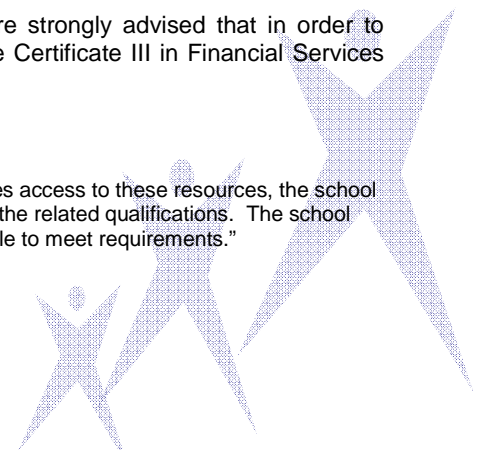 re strongly advised that in order to
e Certificate III in Financial Services
es access to these resources, the school
the related qualifications. The school
le to meet requirements.”